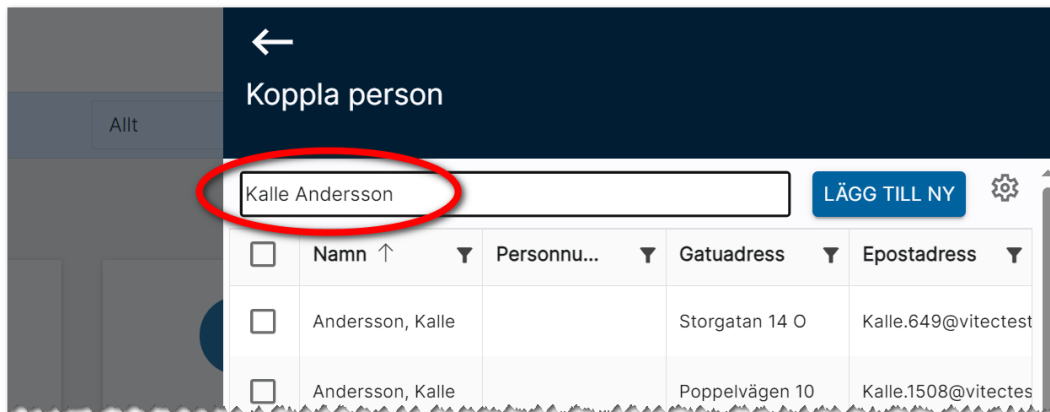 Koppla person
Allt
Kalle Andersson
LÄGG TILL NY
Namn ↑ Personnu... Gatuadress Epostadress
Andersson, Kalle Storgatan 14 O Kalle.649@vitectest
Andersson, Kalle Poppelvägen 10 Kalle.1508@vitectes